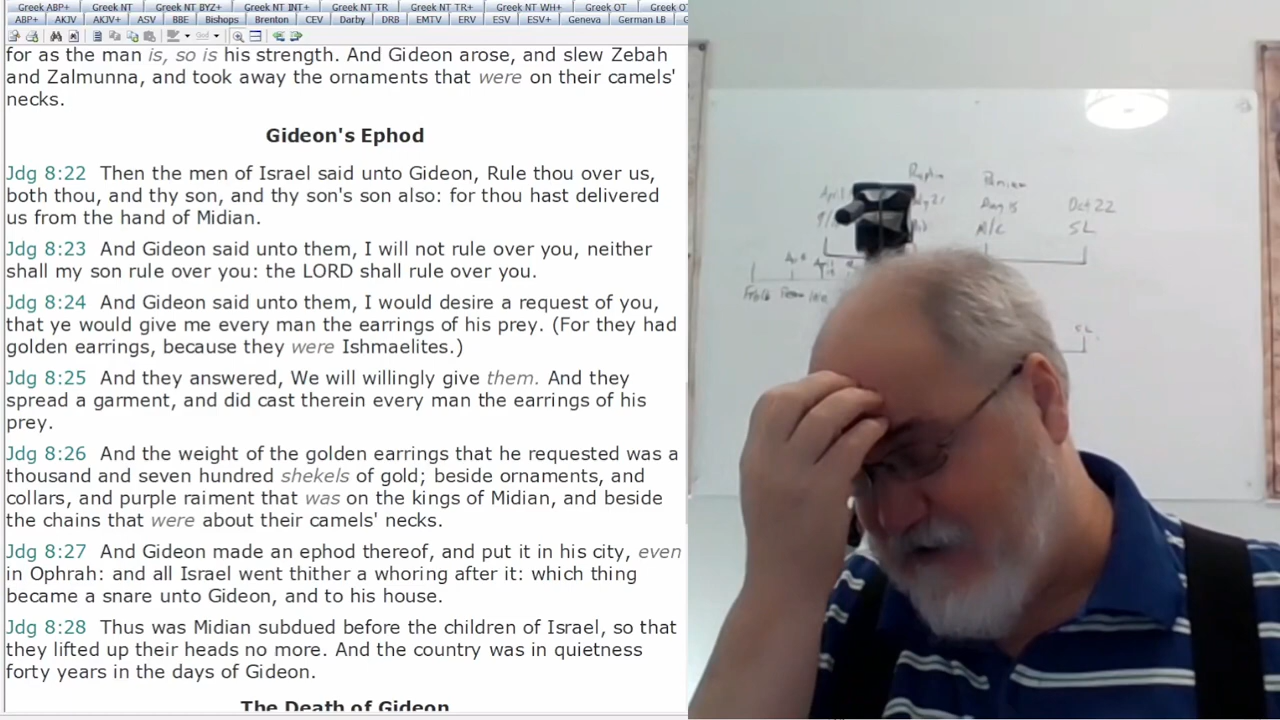 Greek ABP+ Greek NT Greek NT BYZ+ Greek NT INT+ Greek NT TR Greek NT TR+ Greek NT WH+ Greek OT
ABP+ AKJV AKJV+ ASV BBE Bishops Brenton CEV Darby DRB EMTV ERV ESV ESV+ Geneva German LB
for as the man is, so is his strength. And Gideon arose, and slew Zebah
and Zalmunna, and took away the ornaments that were on their camels'
necks.
Gideon's Ephod
Jdg 8:22 Then the men of Israel said unto Gideon, Rule thou over us,
both thou, and thy son, and thy son's son also: for thou hast delivered
us from the hand of Midian.
Jdg 8:23 And Gideon said unto them, I will not rule over you, neither
shall my son rule over you: the LORD shall rule over you.
Jdg 8:24 And Gideon said unto them, I would desire a request of you,
that ye would give me every man the earrings of his prey. (For they had
golden earrings, because they were Ishmaelites.)
Jdg 8:25 And they answered, We will willingly give them. And they
spread a garment, and did cast therein every man the earrings of his
prey.
Jdg 8:26 And the weight of the golden earrings that he requested was a
thousand and seven hundred shekels of gold; beside ornaments, and
collars, and purple raiment that was on the kings of Midian, and beside
the chains that were about their camels' necks.
Jdg 8:27 And Gideon made an ephod thereof, and put it in his city, even
in Ophrah: and all Israel went thither a whoring after it: which thing
became a snare unto Gideon, and to his house.
Jdg 8:28 Thus was Midian subdued before the children of Israel, so that
they lifted up their heads no more. And the country was in quietness
forty years in the days of Gideon.
The Death of Gideon
Oct 22
SL